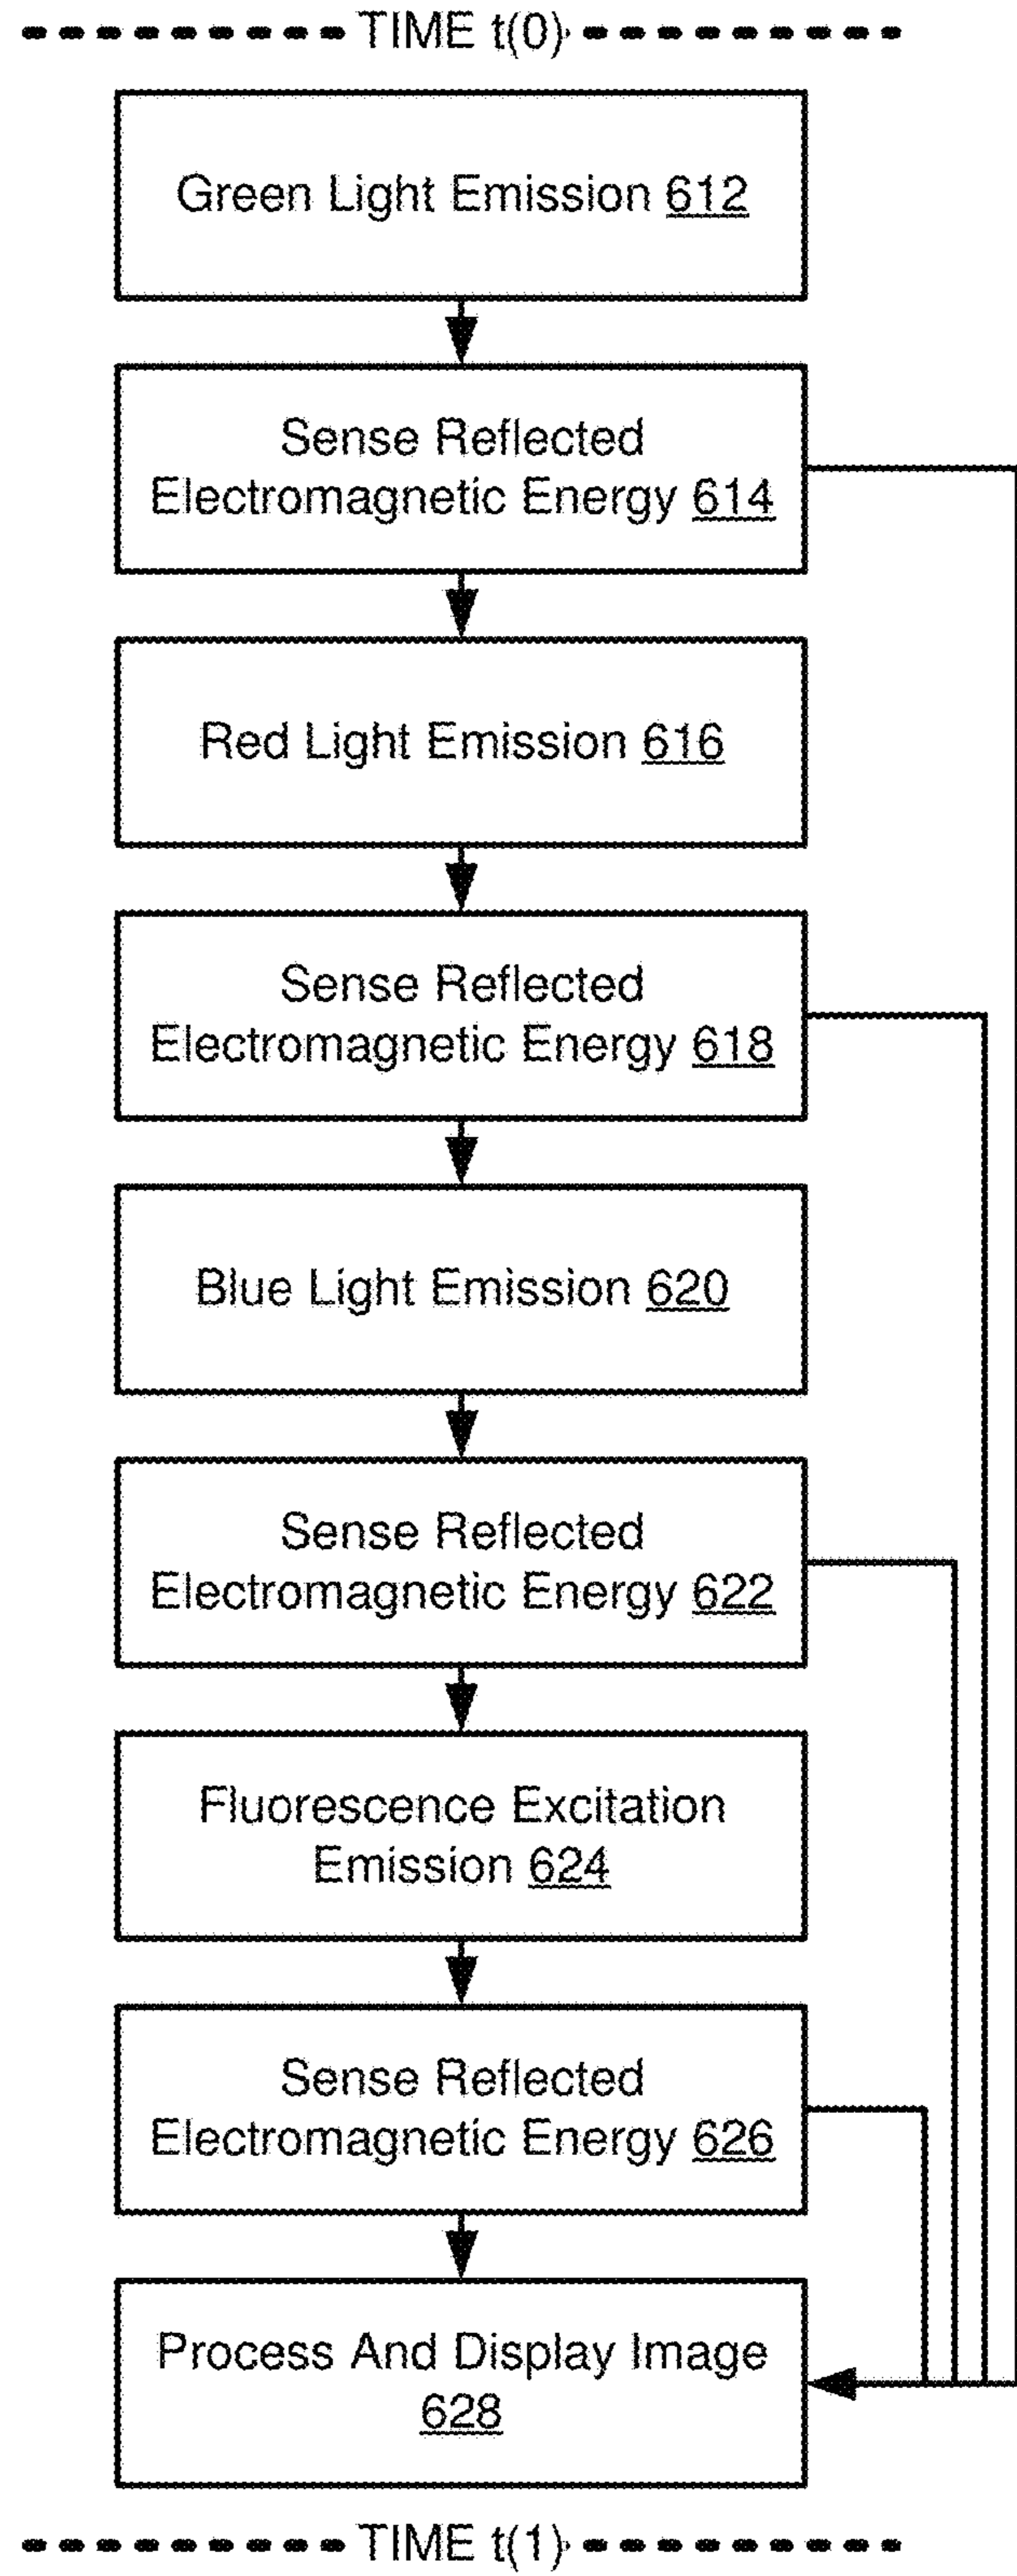 TIME t(0)
Green Light Emission 612
Sense Reflected
Electromagnetic Energy 614
Red Light Emission 616
Sense Reflected
Electromagnetic Energy 618
Blue Light Emission 620
Sense Reflected
Electromagnetic Energy 622
Fluorescence Excitation
Emission 624
Sense Reflected
Electromagnetic Energy 626
Process And Display Image
628
TIME t(1)